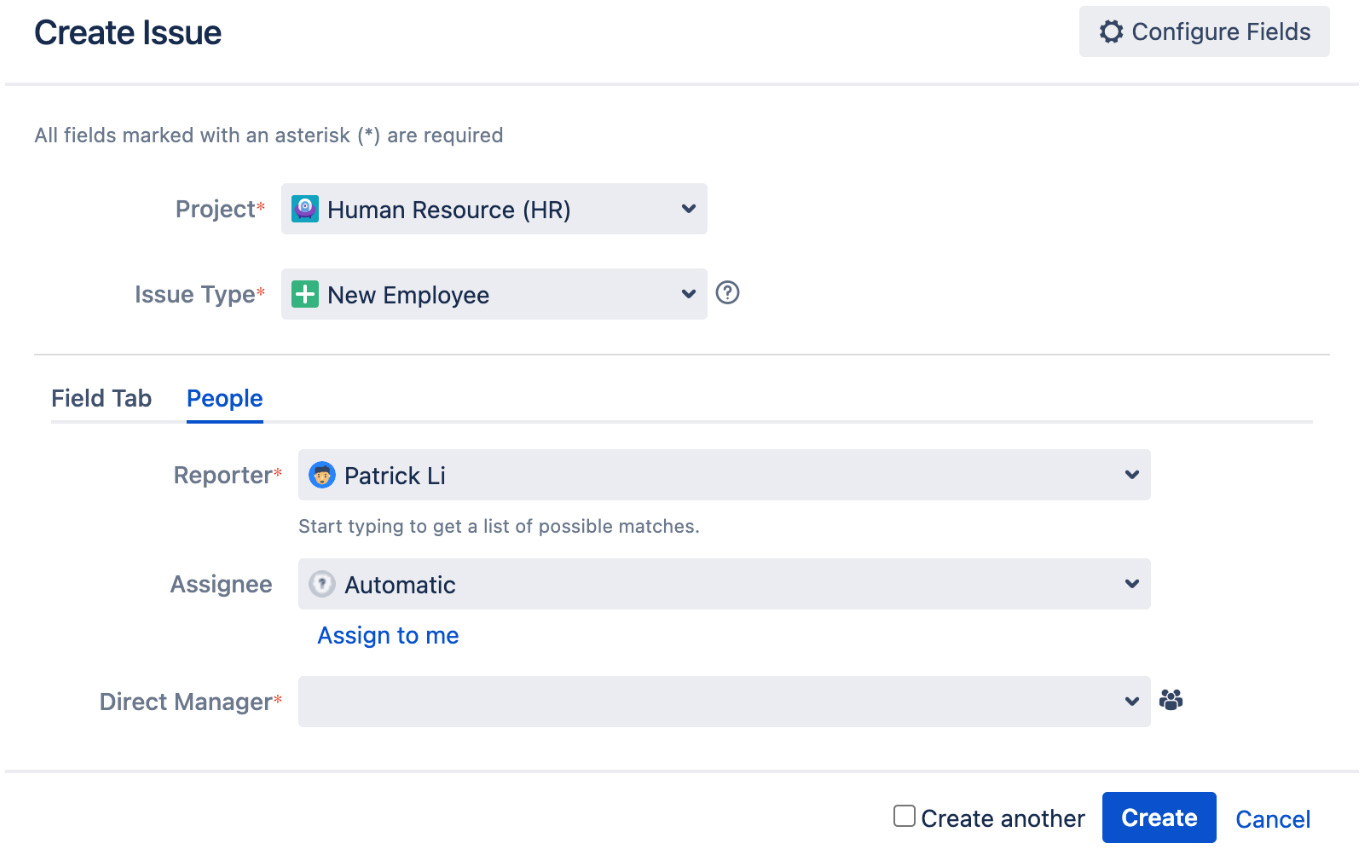 Create Issue
Configure Fields
All fields marked with an asterisk (*) are required
Project*
Human Resource (HR)
Issue Type*
New Employee
Field Tab
People
Reporter*
Patrick Li
Start typing to get a list of possible matches.
Assignee
Automatic
Assign to me
Direct Manager*
Create another
Create
Cancel